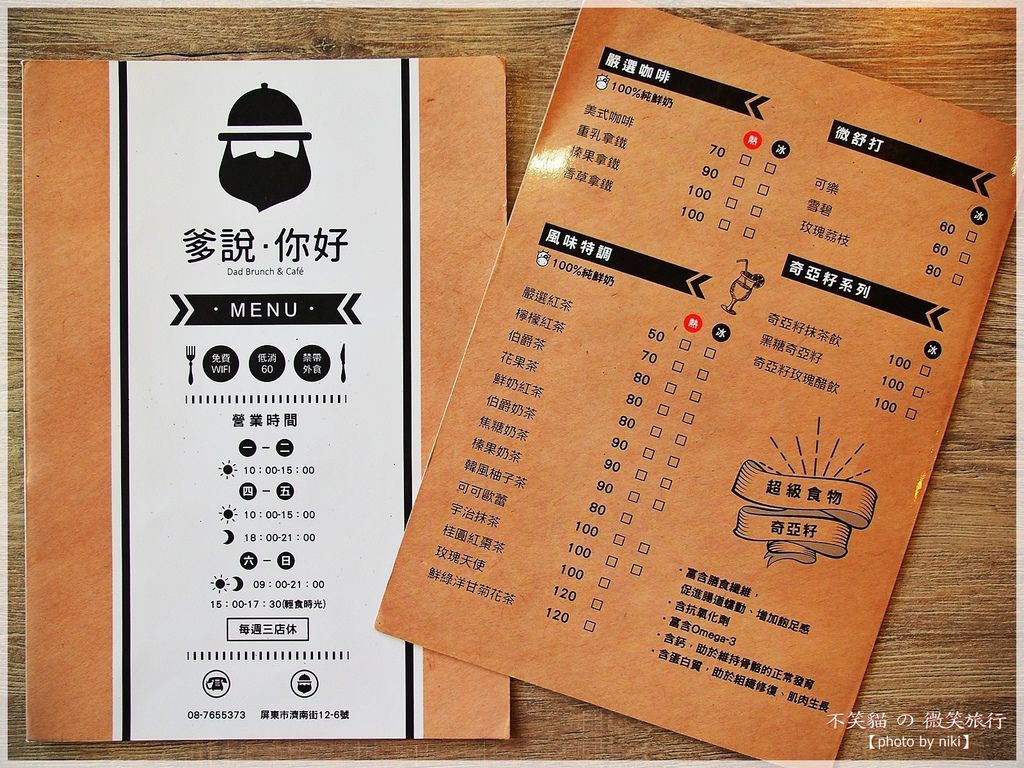 爹說·你好
Dad Brunch & Café
· MENU ·
免費 WIFI
低消 60
禁帶外食
營業時間
一 – 二
10：00-15：00
四 – 五
10：00-15：00
18：00-21：00
六 – 日
09：00-21：00
15：00-17：30(輕食時光)
每週三店休
08-7655373 屏東市濟南街12-6號
嚴選咖啡
100%純鮮奶
熱 冰
美式咖啡 70 □ □
重乳拿鐵 90 □ □
榛果拿鐵 100 □ □
香草拿鐵 100 □ □
風味特調
100%純鮮奶
熱 冰
嚴選紅茶 50 □ □
檸檬紅茶 70 □ □
伯爵茶 80 □ □
花果茶 80 □ □
鮮奶紅茶 80 □ □
伯爵奶茶 90 □ □
焦糖奶茶 90 □ □
榛果奶茶 90 □ □
韓風柚子茶 80 □
可可歐蕾 100 □ □
宇治抹茶 100 □ □
桂圓紅棗茶 100 □
玫瑰天使 120 □
鮮綠洋甘菊花茶 120 □
微舒打
冰
可樂 60 □
雪碧 60 □
玫瑰荔枝 80 □
奇亞籽系列
冰
奇亞籽抹茶飲 100 □
黑糖奇亞籽 100 □
奇亞籽玫瑰醋飲 100 □
超級食物
奇亞籽
·富含膳食纖維，
促進腸道蠕動、增加飽足感
·含抗氧化劑
·富含Omega-3
·含鈣，助於維持骨骼的正常發育
·含蛋白質，助於組織修復、肌肉生長
不笑貓 の 微笑旅行
【photo by niki】